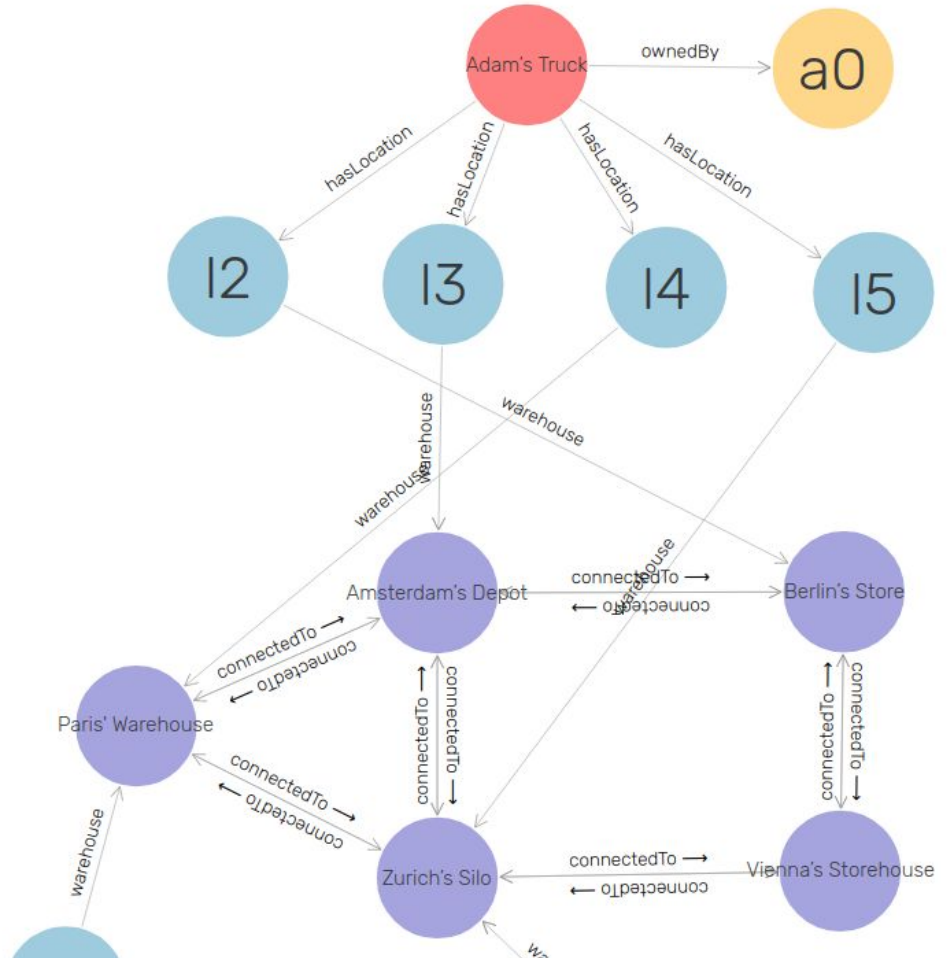 Adam's Truck
ownedBy
a0
hasLocation
hasLocation
hasLocation
hasLocation
l2
l3
l4
l5
warehouse
warehouse
warehouse
warehouse
Amsterdam's Depot
connectedTo ⟶
connectedTo ⟶
Berlin's Store
connectedTo ⟶
connectedTo ⟶
Paris' Warehouse
connectedTo ⟶
connectedTo ⟶
connectedTo ⟶
connectedTo ⟶
connectedTo ⟶
connectedTo ⟶
warehouse
Zurich's Silo
connectedTo ⟶
connectedTo ⟶
Vienna's Storehouse